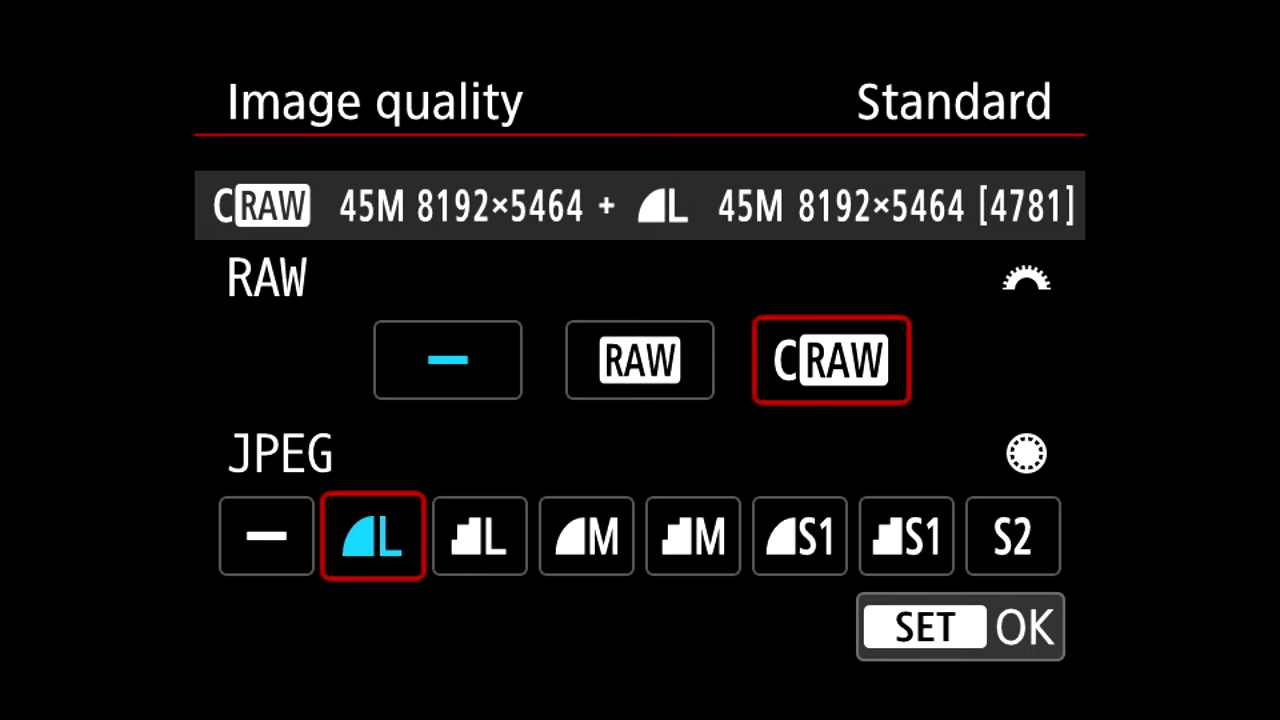 Image quality Standard
CRAW 45M 8192×5464 + L 45M 8192×5464 [4781]
RAW
– RAW CRAW
JPEG
– L L M M S1 S1 S2
SET OK